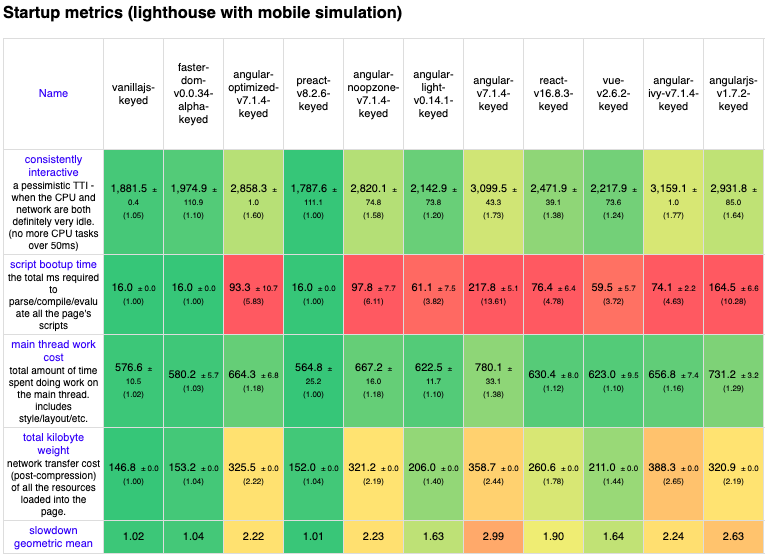 Startup metrics (lighthouse with mobile simulation)
Name
vanillajs-
keyed
faster-
dom-
v0.0.34-
alpha-
keyed
angular-
optimized-
v7.1.4-
keyed
preact-
v8.2.6-
keyed
angular-
noopzone-
v7.1.4-
keyed
angular-
light-
v0.14.1-
keyed
angular-
v7.1.4-
keyed
react-
v16.8.3-
keyed
vue-
v2.6.2-
keyed
angular-
ivy-v7.1.4-
keyed
angularjs-
v1.7.2-
keyed
consistently
interactive
a pessimistic TTI -
when the CPU and
network are both
definitely very idle.
(no more CPU tasks
over 50ms)
1,881.5 ±
0.4
(1.05)
1,974.9 ±
110.9
(1.10)
2,858.3 ±
1.0
(1.60)
1,787.6 ±
111.1
(1.00)
2,820.1 ±
74.8
(1.58)
2,142.9 ±
73.8
(1.20)
3,099.5 ±
43.3
(1.73)
2,471.9 ±
39.1
(1.38)
2,217.9 ±
73.6
(1.24)
3,159.1 ±
1.0
(1.77)
2,931.8 ±
85.0
(1.64)
script bootup time
the total ms required
to
parse/compile/evalu
ate all the page's
scripts
16.0 ± 0.0
(1.00)
16.0 ± 0.0
(1.00)
93.3 ± 10.7
(5.83)
16.0 ± 0.0
(1.00)
97.8 ± 7.7
(6.11)
61.1 ± 7.5
(3.82)
217.8 ± 5.1
(13.61)
76.4 ± 6.4
(4.78)
59.5 ± 5.7
(3.72)
74.1 ± 2.2
(4.63)
164.5 ± 6.6
(10.28)
main thread work
cost
total amount of time
spent doing work on
the main thread.
includes
style/layout/etc.
576.6 ±
10.5
(1.02)
580.2 ± 5.7
(1.03)
664.3 ± 6.8
(1.18)
564.8 ±
25.2
(1.00)
667.2 ±
16.0
(1.18)
622.5 ±
11.7
(1.10)
780.1 ±
33.1
(1.38)
630.4 ± 8.0
(1.12)
623.0 ± 9.5
(1.10)
656.8 ± 7.4
(1.16)
731.2 ± 3.2
(1.29)
total kilobyte
weight
network transfer cost
(post-compression)
of all the resources
loaded into the
page.
146.8 ± 0.0
(1.00)
153.2 ± 0.0
(1.04)
325.5 ± 0.0
(2.22)
152.0 ± 0.0
(1.04)
321.2 ± 0.0
(2.19)
206.0 ± 0.0
(1.40)
358.7 ± 0.0
(2.44)
260.6 ± 0.0
(1.78)
211.0 ± 0.0
(1.44)
388.3 ± 0.0
(2.65)
320.9 ± 0.0
(2.19)
slowdown
geometric mean
1.02
1.04
2.22
1.01
2.23
1.63
2.99
1.90
1.64
2.24
2.63